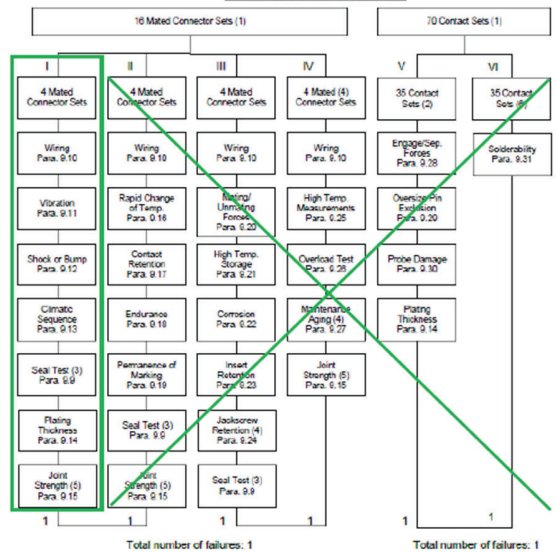 16 Mated Connector Sets (1)
70 Contact Sets (1)
I
4 Mated
Connector Sets
Wiring
Para. 9.10
Vibration
Para. 9.11
Shock or Bump
Para. 9.12
Climatic
Sequence
Para. 9.13
Seal Test (3)
Para. 9.9
Plating
Thickness
Para. 9.14
Joint
Strength (5)
Para. 9.15
1
II
4 Mated
Connector Sets
Wiring
Para. 9.10
Rapid Change
of Temp.
Para. 9.16
Contact
Retention
Para. 9.17
Endurance
Para. 9.18
Permanence of
Marking
Para. 9.19
Seal Test (3)
Para. 9.9
Joint
Strength (5)
Para. 9.15
1
III
4 Mated
Connector Sets
Wiring
Para. 9.10
Mating/
Unmating
Forces
Para. 9.20
High Temp.
Storage
Para. 9.21
Corrosion
Para. 9.22
Insert
Retention
Para. 9.23
Jackscrew
Retention (4)
Para. 9.24
Seal Test (3)
Para. 9.9
1
IV
4 Mated (4)
Connector Sets
Wiring
Para. 9.10
High Temp.
Measurements
Para. 9.25
Overload Test
Para. 9.26
Maintenance
Aging (4)
Para. 9.27
Joint
Strength (5)
Para. 9.15
1
V
35 Contact
Sets (2)
Engage/Sep.
Forces
Para. 9.28
Oversize Pin
Exclusion
Para. 9.29
Probe Damage
Para. 9.30
Plating
Thickness
Para. 9.14
1
VI
35 Contact
Sets
Solderability
Para. 9.31
1
Total number of failures: 1
Total number of failures: 1